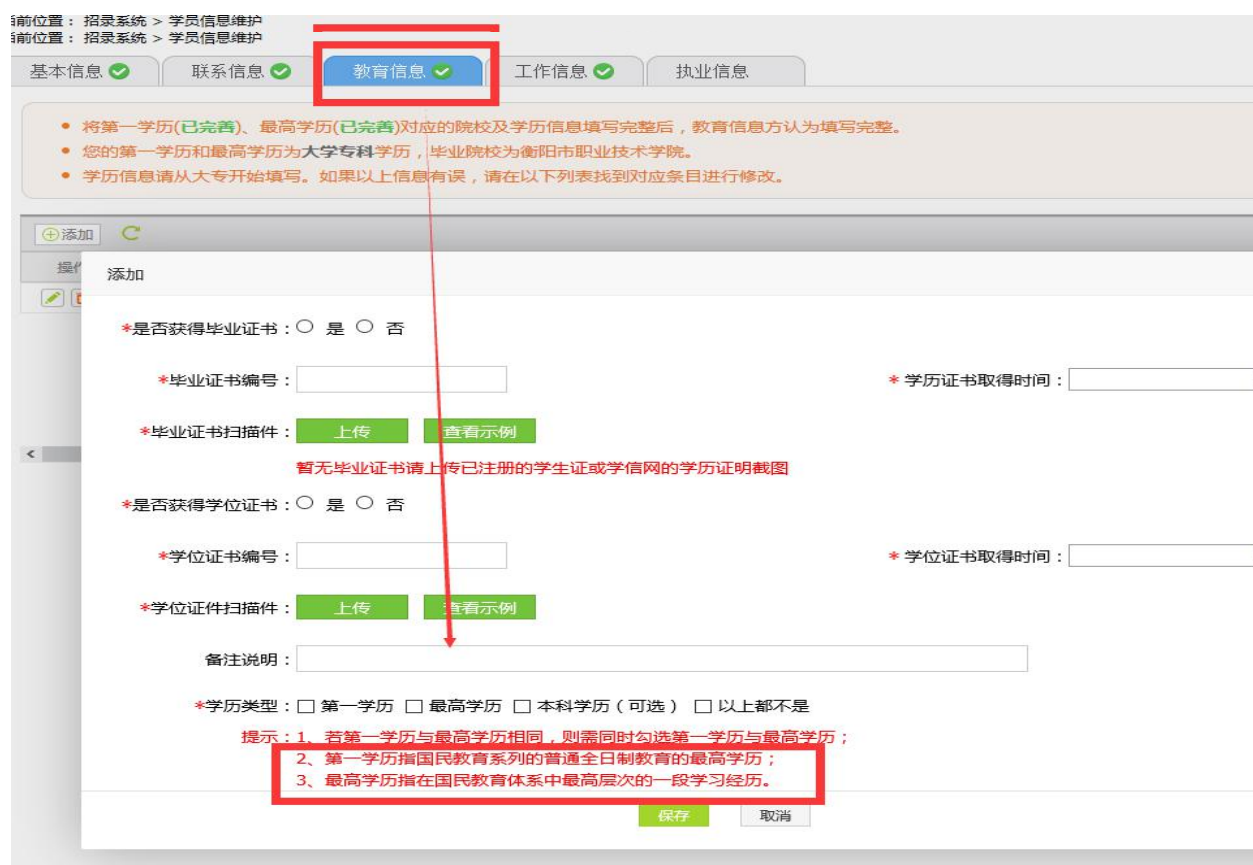 前位置： 招录系统 > 学员信息维护
前位置： 招录系统 > 学员信息维护
基本信息 联系信息 教育信息 工作信息 执业信息
• 将第一学历(已完善)、最高学历(已完善)对应的院校及学历信息填写完整后，教育信息方认为填写完整。
• 您的第一学历和最高学历为大学专科学历，毕业院校为衡阳市职业技术学院。
• 学历信息请从大专开始填写。如果以上信息有误，请在以下列表找到对应条目进行修改。
添加
操作
添加
*是否获得毕业证书：○ 是 ○ 否
*毕业证书编号： * 学历证书取得时间：
*毕业证书扫描件： 上传 查看示例
暂无毕业证书请上传已注册的学生证或学信网的学历证明截图
*是否获得学位证书：○ 是 ○ 否
*学位证书编号： * 学位证书取得时间：
*学位证件扫描件： 上传 查看示例
备注说明：
*学历类型：□ 第一学历 □ 最高学历 □ 本科学历（可选） □ 以上都不是
提示：1、若第一学历与最高学历相同，则需同时勾选第一学历与最高学历；
2、第一学历指国民教育系列的普通全日制教育的最高学历；
3、最高学历指在国民教育体系中最高层次的一段学习经历。
保存 取消